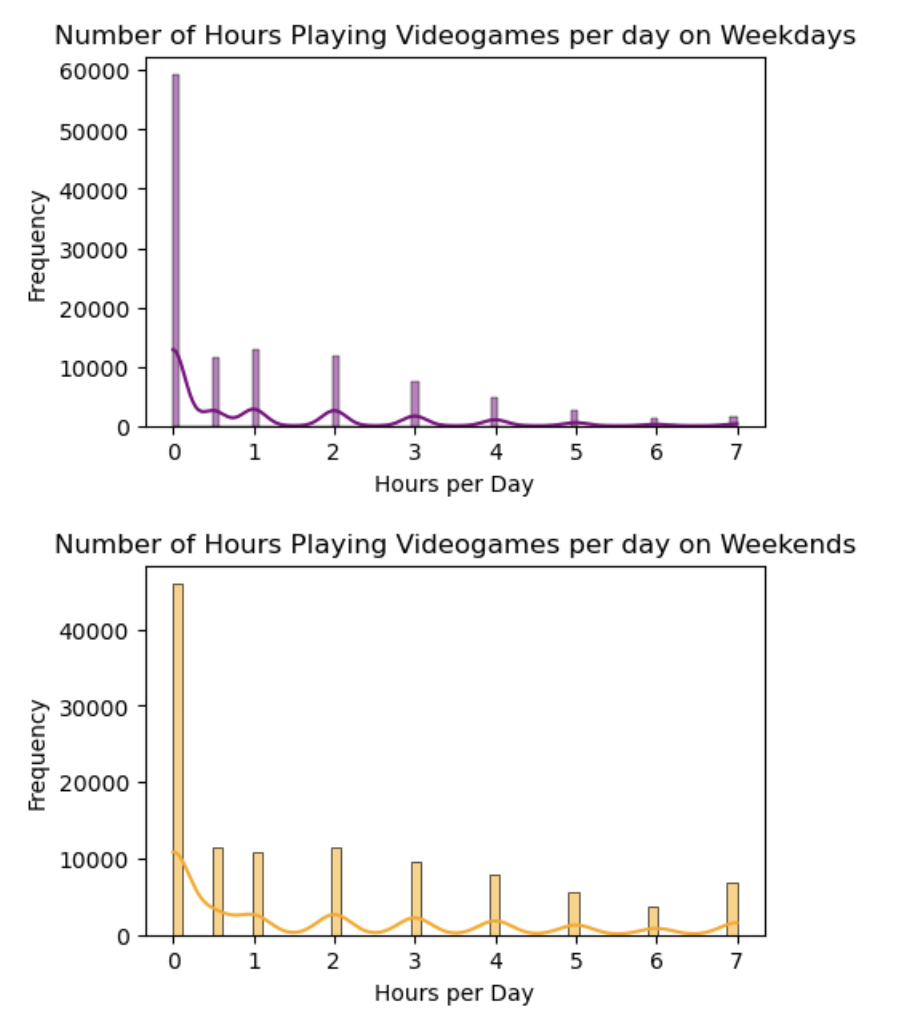 Number of Hours Playing Videogames per day on Weekdays
60000
50000
40000
30000
20000
10000
0
Frequency
0 1 2 3 4 5 6 7
Hours per Day
Number of Hours Playing Videogames per day on Weekends
40000
30000
20000
10000
0
Frequency
0 1 2 3 4 5 6 7
Hours per Day